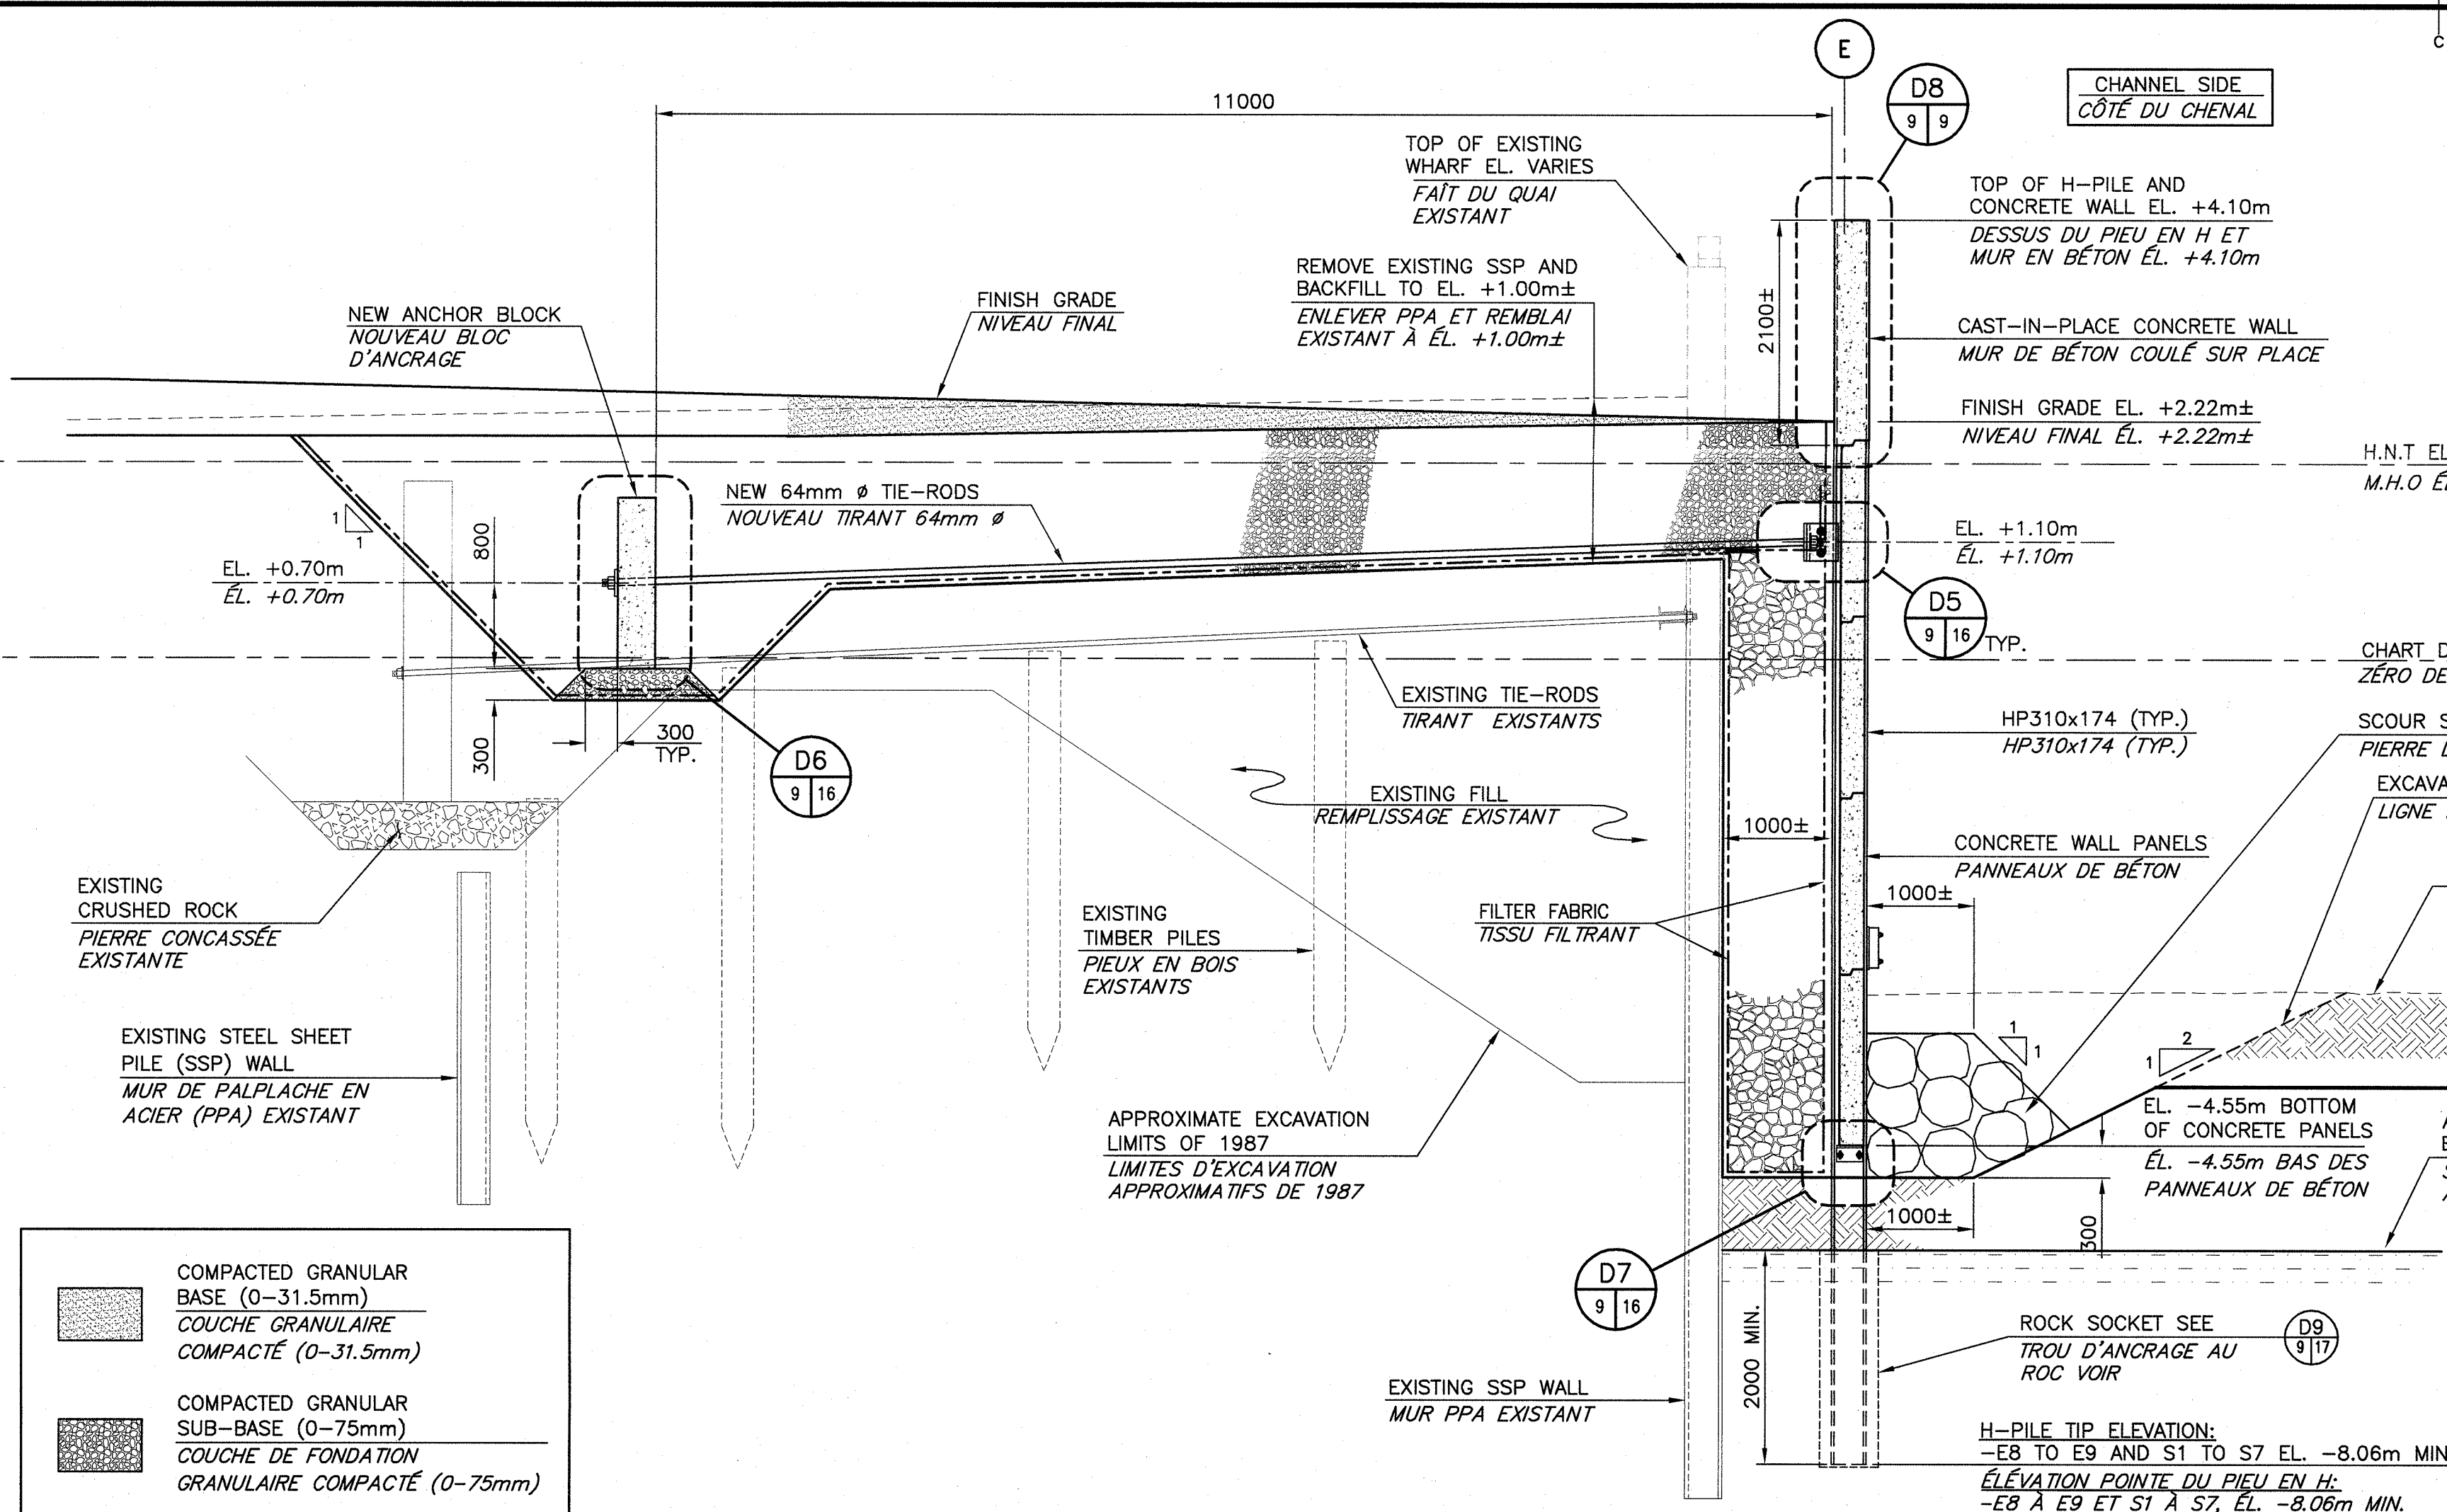 E
C
D8
9 9
CHANNEL SIDE
CÔTÉ DU CHENAL
11000
TOP OF EXISTING
WHARF EL. VARIES
FAÎT DU QUAI
EXISTANT
TOP OF H-PILE AND
CONCRETE WALL EL. +4.10m
DESSUS DU PIEU EN H ET
MUR EN BÉTON ÉL. +4.10m
REMOVE EXISTING SSP AND
BACKFILL TO EL. +1.00m±
ENLEVER PPA ET REMBLAI
EXISTANT À ÉL. +1.00m±
FINISH GRADE
NIVEAU FINAL
NEW ANCHOR BLOCK
NOUVEAU BLOC
D'ANCRAGE
2100±
CAST-IN-PLACE CONCRETE WALL
MUR DE BÉTON COULÉ SUR PLACE
FINISH GRADE EL. +2.22m±
NIVEAU FINAL ÉL. +2.22m±
H.N.T EL
M.H.O
NEW 64mm ø TIE-RODS
NOUVEAU TIRANT 64mm ø
1
1
800
EL. +0.70m
ÉL. +0.70m
EL. +1.10m
ÉL. +1.10m
D5
9 16
TYP.
CHART
ZÉRO DE
EXISTING TIE-RODS
TIRANT EXISTANTS
HP310x174 (TYP.)
HP310x174 (TYP.)
SCOUR
PIERRE
300
300
TYP.
D6
9 16
EXISTING FILL
REMPLISSAGE EXISTANT
1000±
LIGNE
CONCRETE WALL PANELS
PANNEAUX DE BÉTON
1000±
EXISTING
CRUSHED ROCK
PIERRE CONCASSÉE
EXISTANTE
EXISTING
TIMBER PILES
PIEUX EN BOIS
EXISTANTS
FILTER FABRIC
TISSU FILTRANT
EXISTING STEEL SHEET
PILE (SSP) WALL
MUR DE PALPLACHE EN
ACIER (PPA) EXISTANT
1
1
2
1
APPROXIMATE EXCAVATION
LIMITS OF 1987
LIMITES D'EXCAVATION
APPROXIMATIFS DE 1987
EL. -4.55m BOTTOM
OF CONCRETE PANELS
ÉL. -4.55m BAS DES
PANNEAUX DE BÉTON
1000±
300
D7
9 16
2000 MIN.
COMPACTED GRANULAR
BASE (0-31.5mm)
COUCHE GRANULAIRE
COMPACTÉ (0-31.5mm)
COMPACTED GRANULAR
SUB-BASE (0-75mm)
COUCHE DE FONDATION
GRANULAIRE COMPACTÉ (0-75mm)
ROCK SOCKET SEE
TROU D'ANCRAGE AU
ROC VOIR
D9
9 17
EXISTING SSP WALL
MUR PPA EXISTANT
H-PILE TIP ELEVATION:
-E8 TO E9 AND S1 TO S7 EL. -8.06m MIN
ÉLÉVATION POINTE DU PIEU EN H:
-E8 À E9 ET S1 À S7, ÉL. -8.06m MIN.